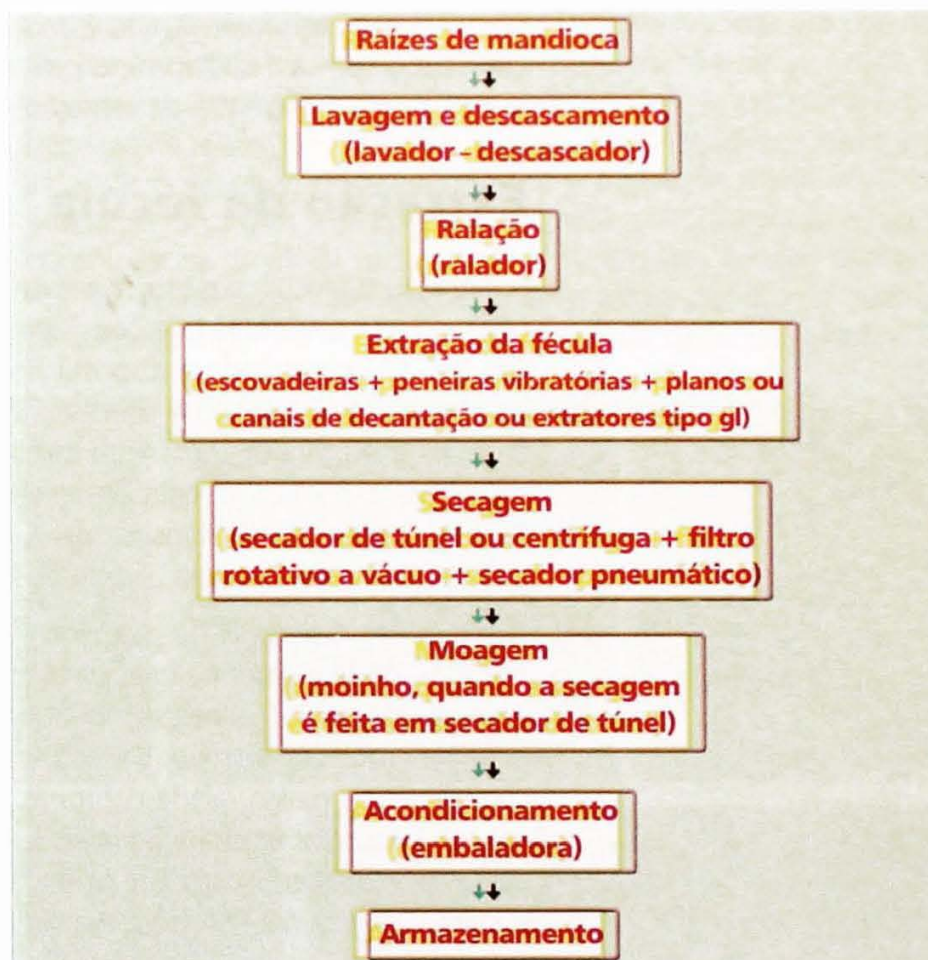 Raízes de mandioca
Lavagem e descascamento
(lavador - descascador)
Ralação
(ralador)
Extração da fécula
(escovadeiras + peneiras vibratórias + planos ou
canais de decantação ou extratores tipo gl)
Secagem
(secador de túnel ou centrífuga + filtro
rotativo a vácuo + secador pneumático)
Moagem
(moinho, quando a secagem
é feita em secador de túnel)
Acondicionamento
(embaladora)
Armazenamento